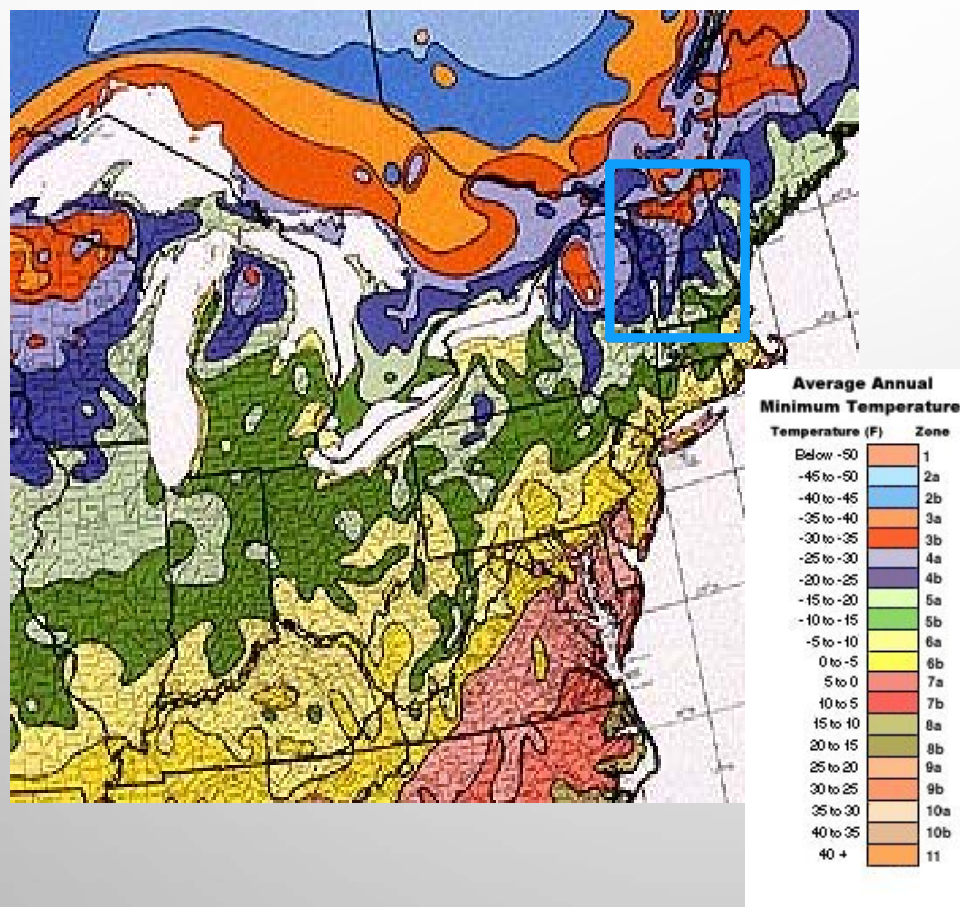 Average Annual
Minimum Temperature
Temperature (F) Zone
Below -50 1
-45 to -50 2a
-40 to -45 2b
-35 to -40 3a
-30 to -35 3b
-25 to -30 4a
-20 to -25 4b
-15 to -20 5a
-10 to -15 5b
-5 to -10 6a
0 to -5 6b
5 to 0 7a
10 to 5 7b
15 to 10 8a
20 to 15 8b
25 to 20 9a
30 to 25 9b
35 to 30 10a
40 to 35 10b
40 + 11